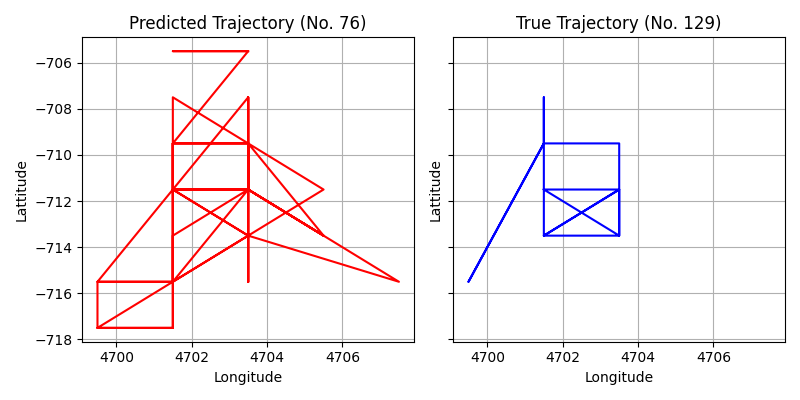 Predicted Trajectory (No. 76)
True Trajectory (No. 129)
Lattitude
−706
−708
−710
−712
−714
−716
−718
4700
4702
4704
4706
Longitude
Lattitude
4700
4702
4704
4706
Longitude